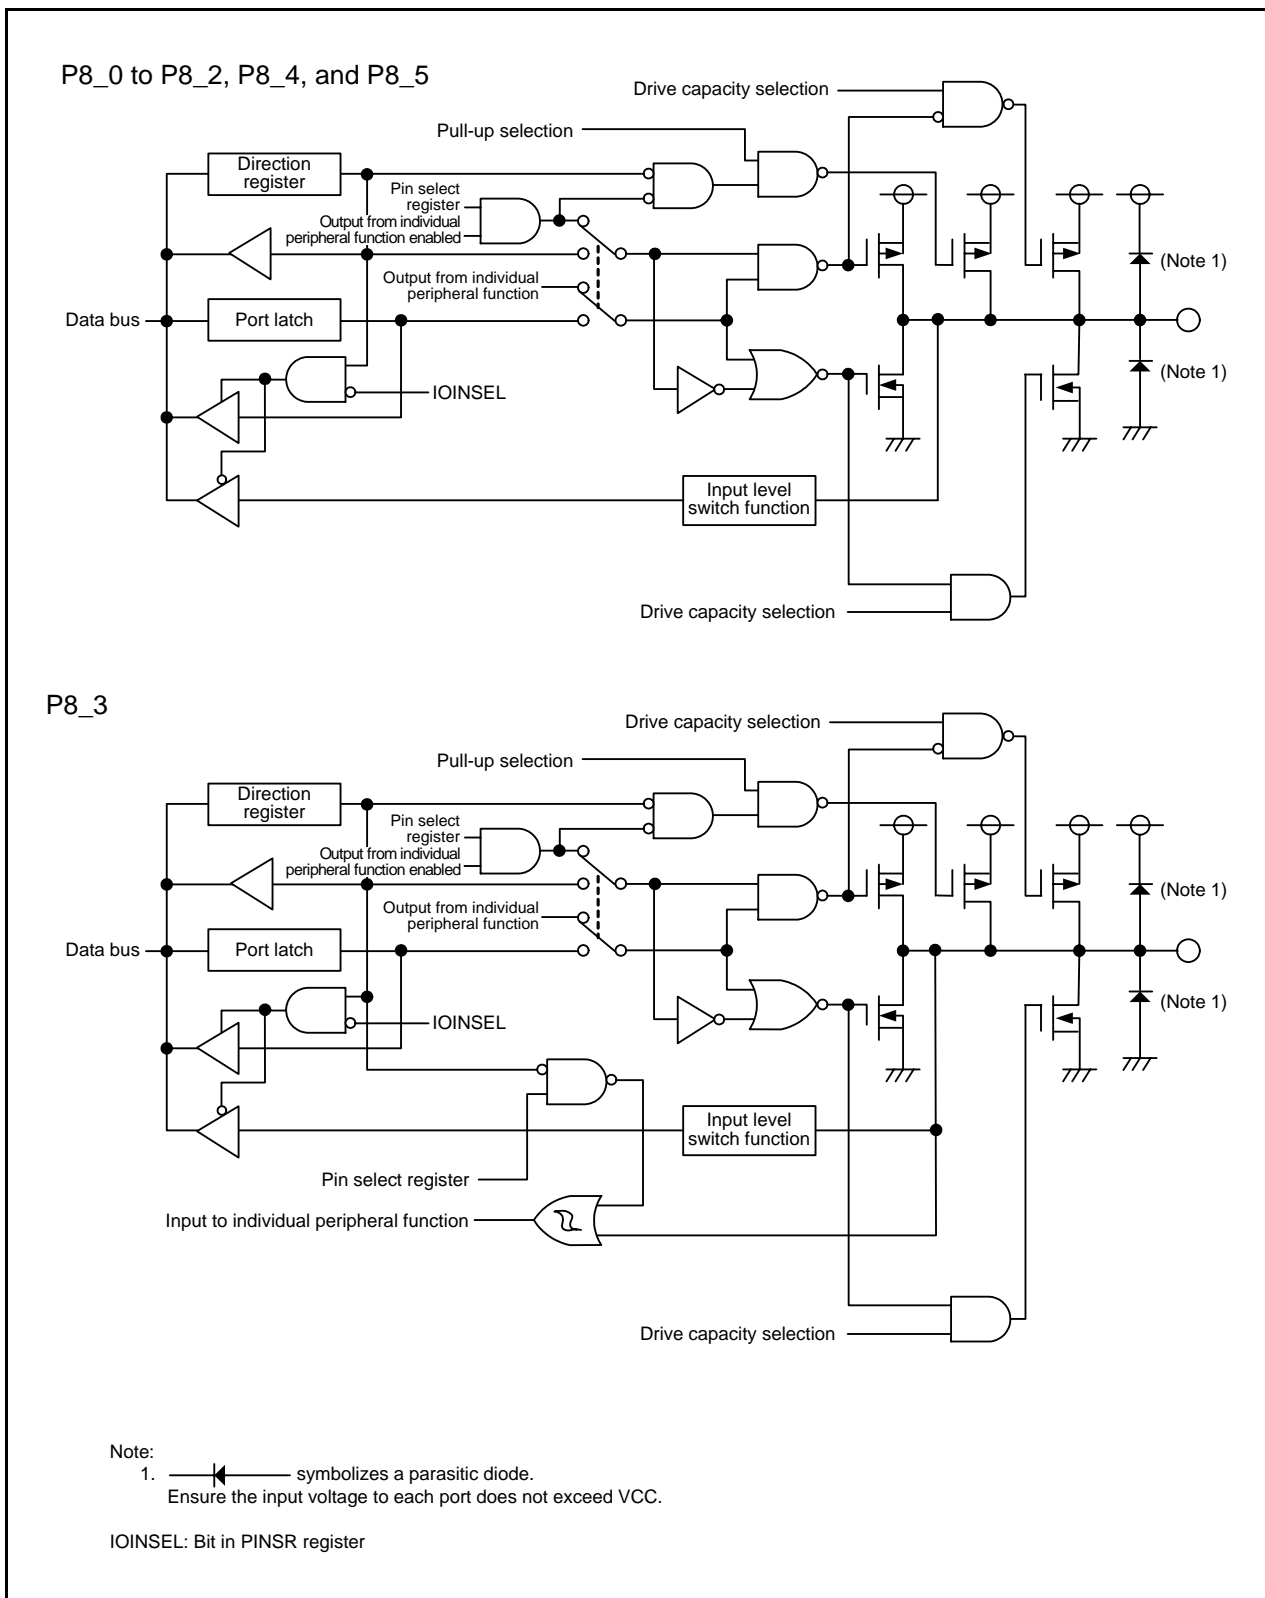 P8_0 to P8_2, P8_4, and P8_5
Drive capacity selection
Pull-up selection
Direction
register
Pin select
register
Output from individual
peripheral function enabled
(Note 1)
Output from individual
peripheral function
Data bus
Port latch
(Note 1)
IOINSEL
Input level
switch function
Drive capacity selection
P8_3
Drive capacity selection
Pull-up selection
Direction
register
Pin select
register
Output from individual
peripheral function enabled
(Note 1)
Output from individual
peripheral function
Data bus
Port latch
(Note 1)
IOINSEL
Input level
switch function
Pin select register
Input to individual peripheral function
Drive capacity selection
Note:
1. symbolizes a parasitic diode.
Ensure the input voltage to each port does not exceed VCC.
IOINSEL: Bit in PINSR register